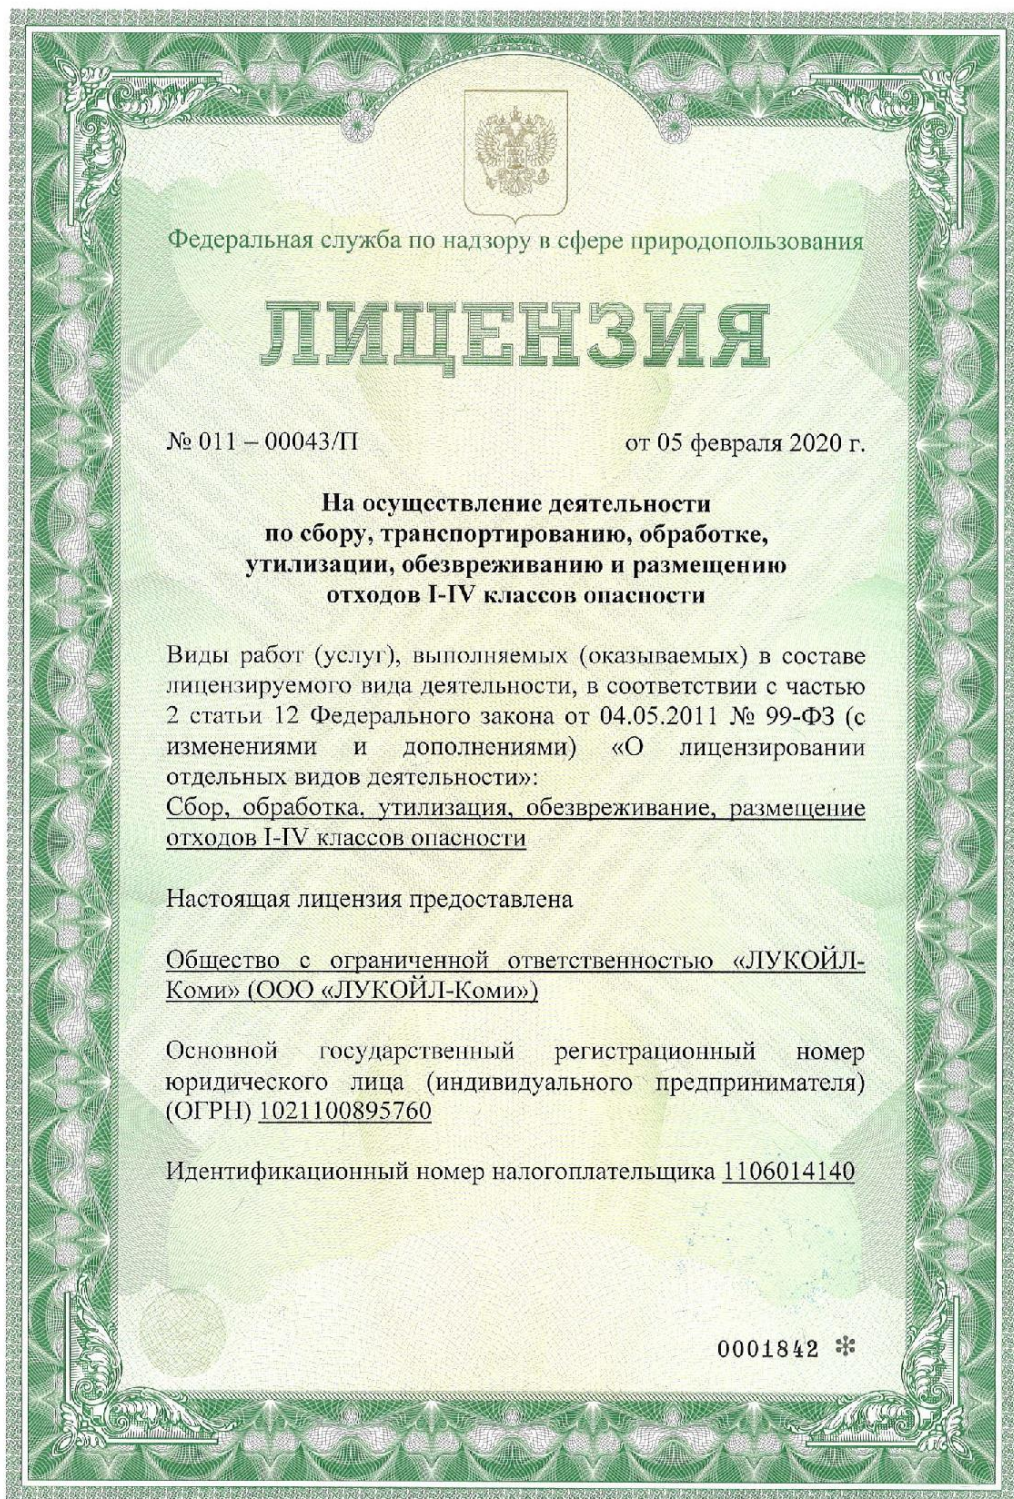 Федеральная служба по надзору в сфере природопользования
ЛИЦЕНЗИЯ
№ 011 – 00043/П от 05 февраля 2020 г.
На осуществление деятельности
по сбору, транспортированию, обработке,
утилизации, обезвреживанию и размещению
отходов I-IV классов опасности
Виды работ (услуг), выполняемых (оказываемых) в составе
лицензируемого вида деятельности, в соответствии с частью
2 статьи 12 Федерального закона от 04.05.2011 № 99-ФЗ (с
изменениями и дополнениями) «О лицензировании
отдельных видов деятельности»:
Сбор, обработка, утилизация, обезвреживание, размещение
отходов I-IV классов опасности
Настоящая лицензия предоставлена
Общество с ограниченной ответственностью «ЛУКОЙЛ-
Коми» (ООО «ЛУКОЙЛ-Коми»)
Основной государственный регистрационный номер
юридического лица (индивидуального предпринимателя)
(ОГРН) 1021100895760
Идентификационный номер налогоплательщика 1106014140
0001842 *